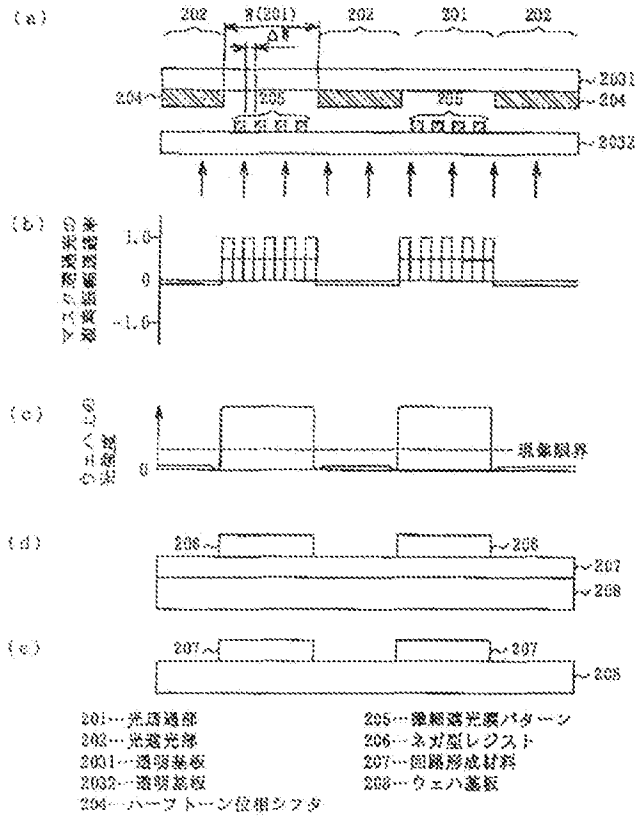 (a)
202 W(201) 202 201 202
ΔW
2031
204 205 205 204
2032
(b)
マスク透過光の
振幅透過率
1.0
0
-1.0
(c)
ウェハ上の
光強度
0
現像限界
(d)
206 206
207
208
(e)
207 207
208
201…光透過部
202…光遮光部
2031…透明基板
2032…透明基板
204…ハーフトーン位相シフタ
205…微細遮光膜パターン
206…ネガ型レジスト
207…回路形成材料
208…ウェハ基板